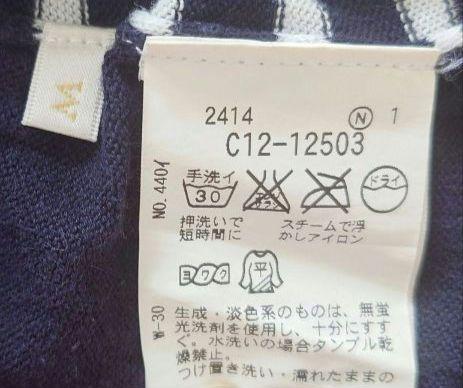 M
2414 Ⓝ 1
C12-12503
手洗イ
30
ドライ
押洗いで
短時間に
スチームで浮
かしアイロン
NO. 4401
ヨワク
平
W-30
生成・淡色系のものは、無蛍
光洗剤を使用し、十分にすす
ぐ。水洗いの場合タンブル乾
燥禁止。
つけ置き洗い・濡れたままの